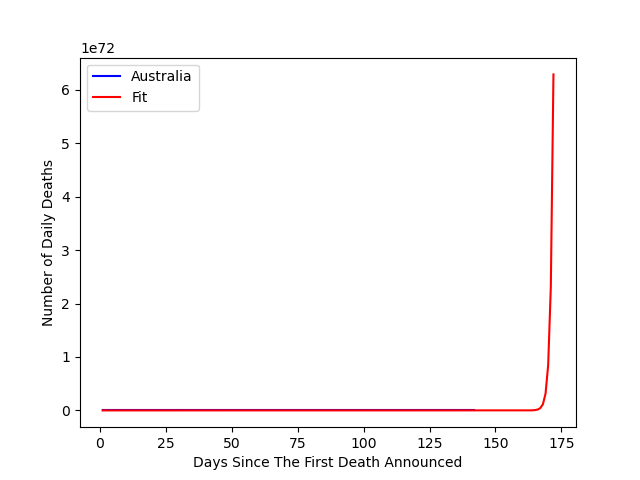 1e72
Australia
Fit
6
5
4
3
2
1
0
Number of Daily Deaths
0 25 50 75 100 125 150 175
Days Since The First Death Announced